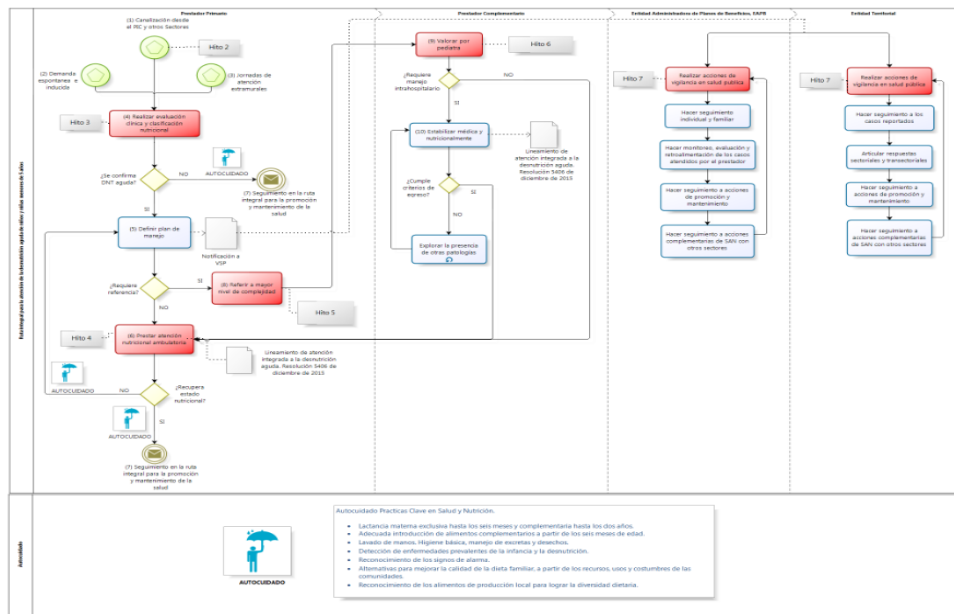 Prestador Primario
Prestador Complementario
Entidad Administradora de Planes de Beneficios, EAPB
Entidad Territorial
(1) Canalización desde
el PIC y otros Sectores
Hito 2
(2) Demanda
espontanea e
inducida
(3) Jornadas de
atención
extramurales
Hito 3
(4) Realizar evaluación
clínica y clasificación
nutricional
¿Se confirma
DNT aguda?
NO
AUTOCUIDADO
(7) Seguimiento en la ruta
integral para la promoción
y mantenimiento de la
salud
SI
(5) Definir plan de
manejo
Notificación a
VSP
¿Requiere
referencia?
SI
(8) Referir a mayor
nivel de complejidad
NO
Hito 5
Hito 4
(6) Prestar atención
nutricional ambulatoria
Lineamiento de atención
integrada a la desnutrición
aguda. Resolución 5406 de
diciembre de 2015
AUTOCUIDADO
NO
¿Recupera
estado
nutricional?
AUTOCUIDADO
SI
(7) Seguimiento en la ruta
integral para la promoción
y mantenimiento de la
salud
(9) Valorar por
pediatra
Hito 6
¿Requiere
manejo
intrahospitalario
NO
SI
(10) Estabilizar médica y
nutricionalmente
Lineamiento de
atención integrada a la
desnutrición aguda.
Resolución 5406 de
diciembre de 2015
¿Cumple
criterios de
egreso?
SI
NO
Explorar la presencia
de otras patologías
Hito 7
Realizar acciones de
vigilancia en salud publica
Hacer seguimiento
individual y familiar
Hacer monitoreo, evaluación y
retroalimentación de los casos
atendidos por el prestador
Hacer seguimiento a acciones
de promoción y
mantenimiento
Hacer seguimiento a acciones
complementarias de SAN con
otros sectores
Hito 7
Realizar acciones de
vigilancia en salud pública
Hacer seguimiento a los
casos reportados
Articular respuestas
sectoriales y transectoriales
Hacer seguimiento a
acciones de promoción y
mantenimiento
Hacer seguimiento a
acciones complementarias
de SAN con otros sectores
Autocuidado
AUTOCUIDADO
Autocuidado Practicas Clave en Salud y Nutrición.
• Lactancia materna exclusiva hasta los seis meses y complementaria hasta los dos años.
• Adecuada introducción de alimentos complementarios a partir de los seis meses de edad.
• Lavado de manos, Higiene básica, manejo de excretas y desechos.
• Detección de enfermedades prevalentes de la infancia y la desnutrición.
• Reconocimiento de los signos de alarma.
• Alternativas para mejorar la calidad de la dieta familiar, a partir de los recursos, usos y costumbres de las
comunidades.
• Reconocimiento de los alimentos de producción local para lograr la diversidad dietaria.